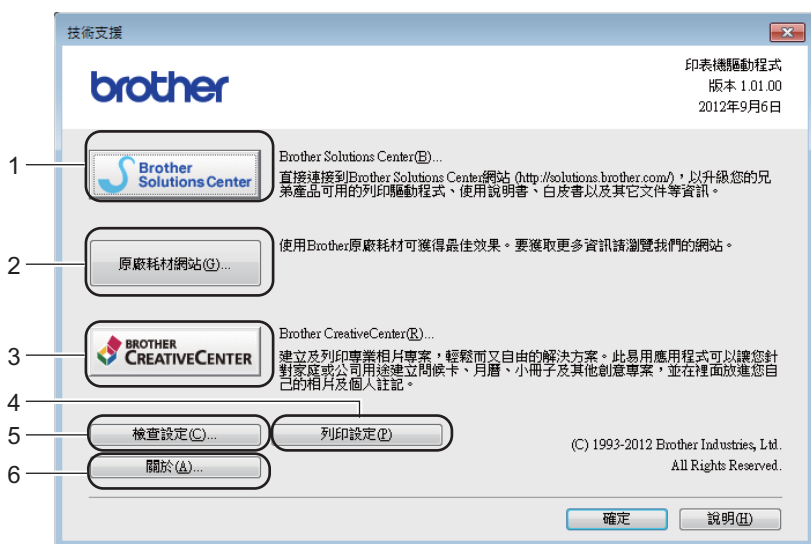 技術支援
brother
印表機驅動程式
版本 1.01.00
2012年9月6日
1
Brother
Solutions Center
Brother Solutions Center(B)...
直接連接到Brother Solutions Center網站 (http://solutions.brother.com/)，以升級您的兄
弟產品可用的列印驅動程式、使用說明書、白皮書以及其它文件等資訊。
2
原廠耗材網站(G)...
使用Brother原廠耗材可獲得最佳效果。要獲取更多資訊請瀏覽我們的網站。
3
BROTHER
CREATIVECENTER
Brother CreativeCenter(R)...
建立及列印專業相片專案，輕鬆而又自由的解決方案。此易用應用程式可以讓您針
對家庭或公司用途建立問候卡、月曆、小冊子及其他創意專案，並在裡面放進您自
己的相片及個人註記。
4
5
檢查設定(C)...
列印設定(P)
(C) 1993-2012 Brother Industries, Ltd.
6
關於(A)...
All Rights Reserved.
確定
說明(H)